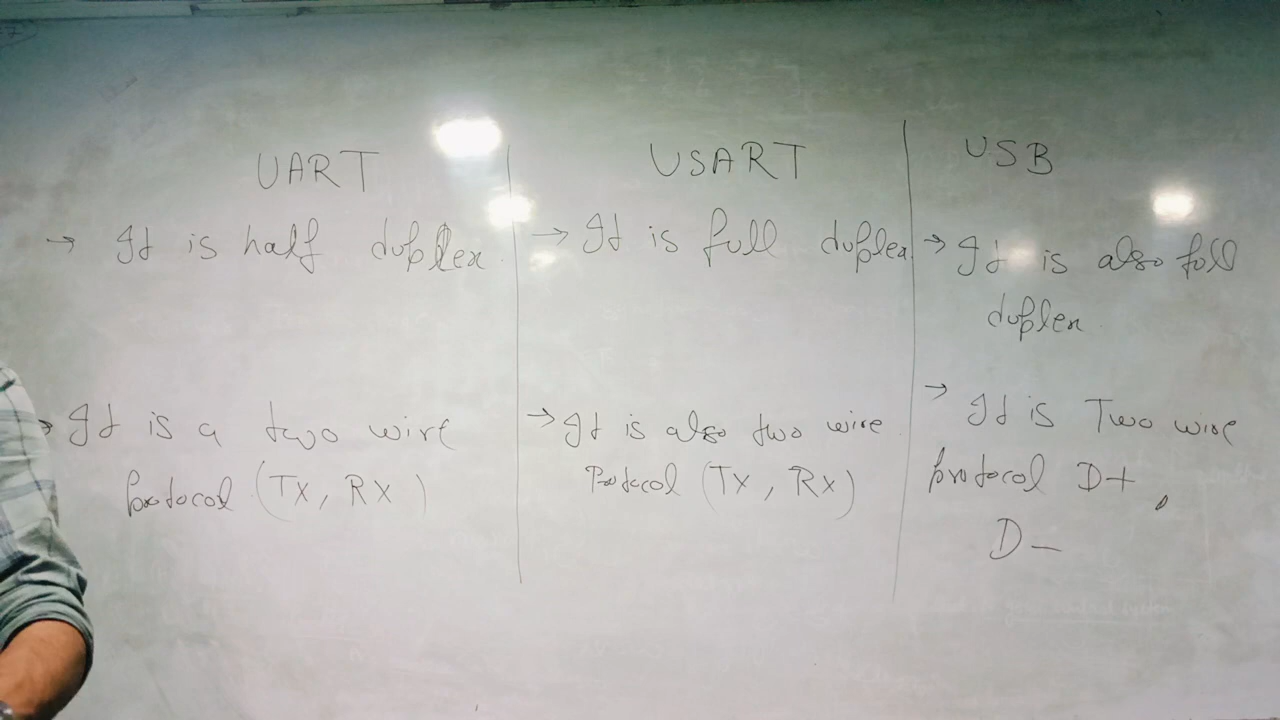 UART
→ It is half duplex
→ It is a two wire
protocol (Tx, Rx)
USART
→ It is full duplex
→ It is also two wire
Protocol (Tx, Rx)
USB
→ It is also full
duplex
→ It is Two wire
protocol D+,
D-